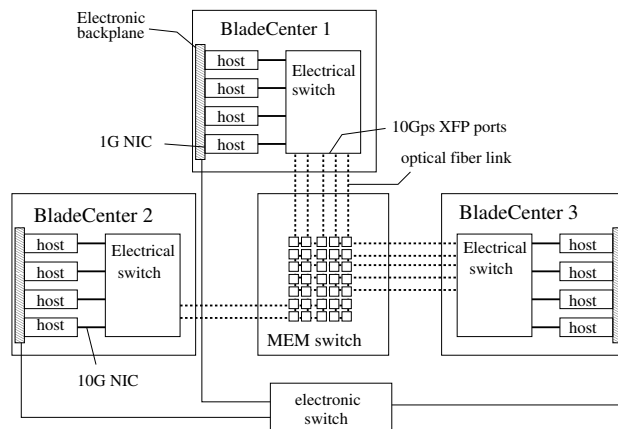 Electronic
backplane
BladeCenter 1
host
host
host
host
Electrical
switch
1G NIC
10Gps XFP ports
optical fiber link
BladeCenter 2
host
host
host
host
Electrical
switch
10G NIC
MEM switch
BladeCenter 3
Electrical
switch
host
host
host
host
electronic
switch